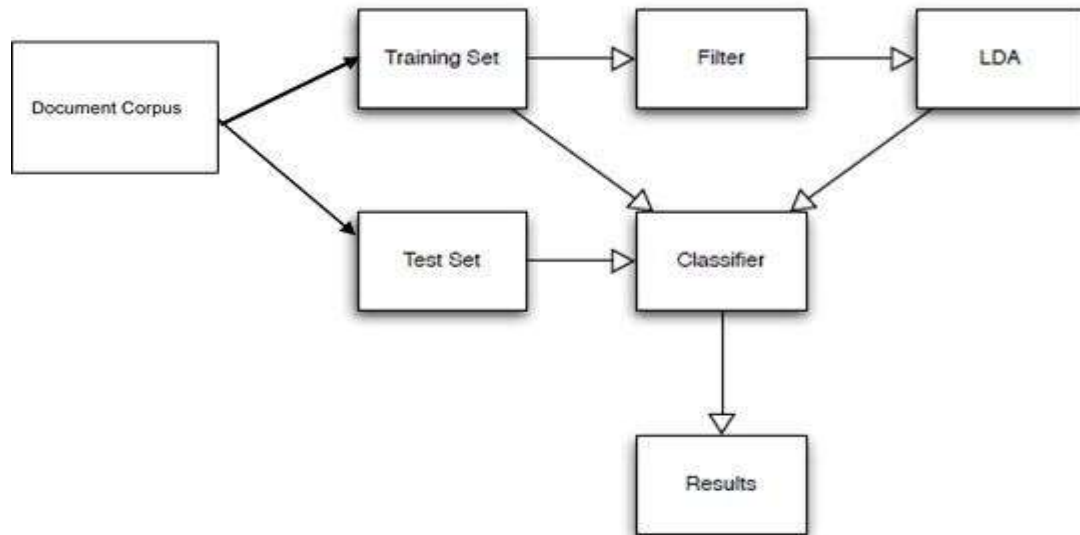 Training Set
Filter
LDA
Document Corpus
Test Set
Classifier
Results